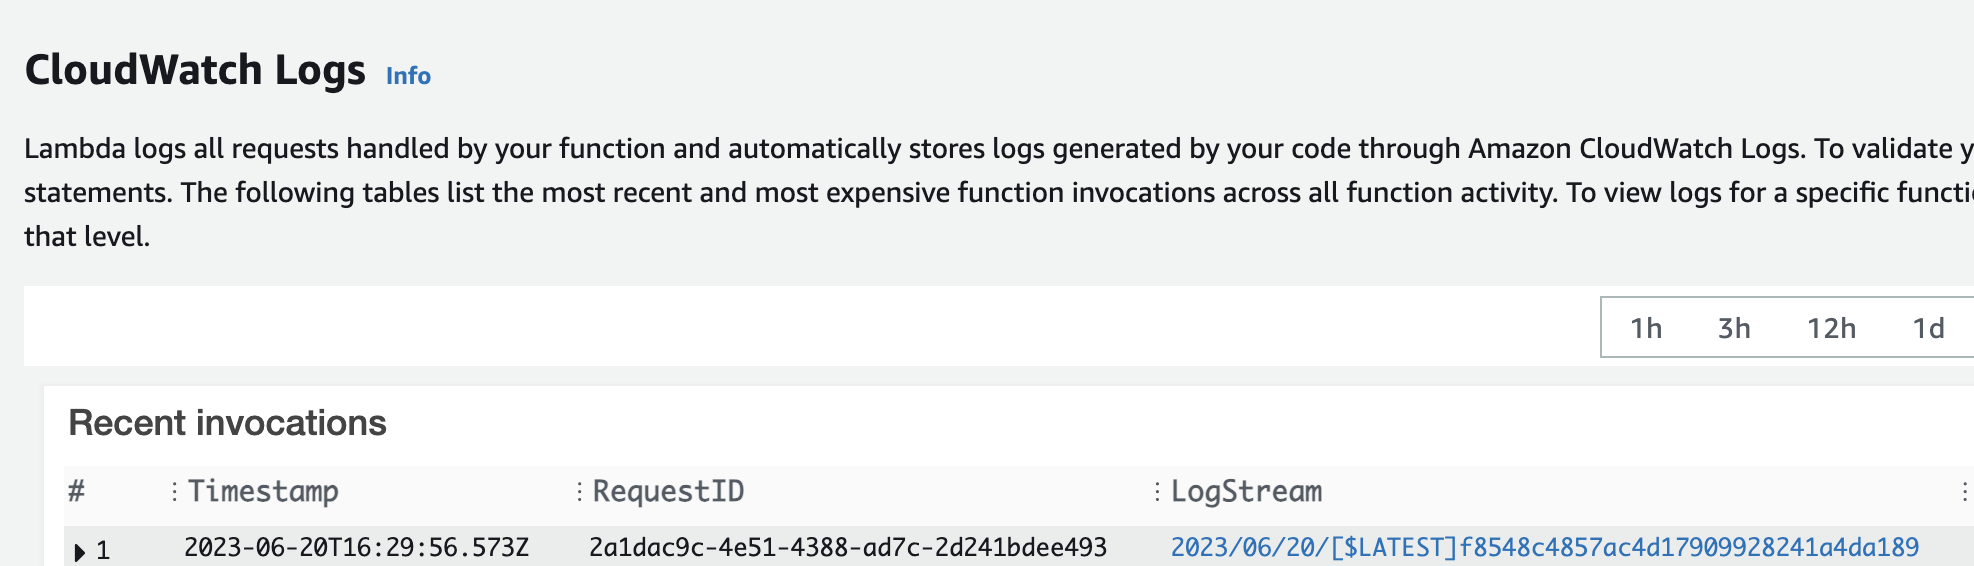 CloudWatch Logs Info
Lambda logs all requests handled by your function and automatically stores logs generated by your code through Amazon CloudWatch Logs. To validate y
statements. The following tables list the most recent and most expensive function invocations across all function activity. To view logs for a specific functi
that level.
1h 3h 12h 1d
Recent invocations
# Timestamp RequestID LogStream
1 2023-06-20T16:29:56.573Z 2a1dac9c-4e51-4388-ad7c-2d241bdee493 2023/06/20/[$LATEST]f8548c4857ac4d17909928241a4da189